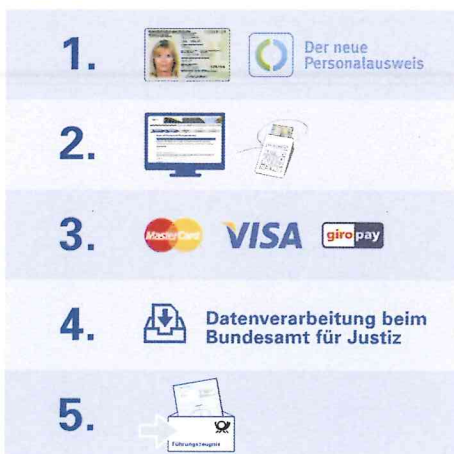 1.
Der neue
Personalausweis
2.
3.
MasterCard
VISA
giropay
4.
Datenverarbeitung beim
Bundesamt für Justiz
5.
Führungszeugnis